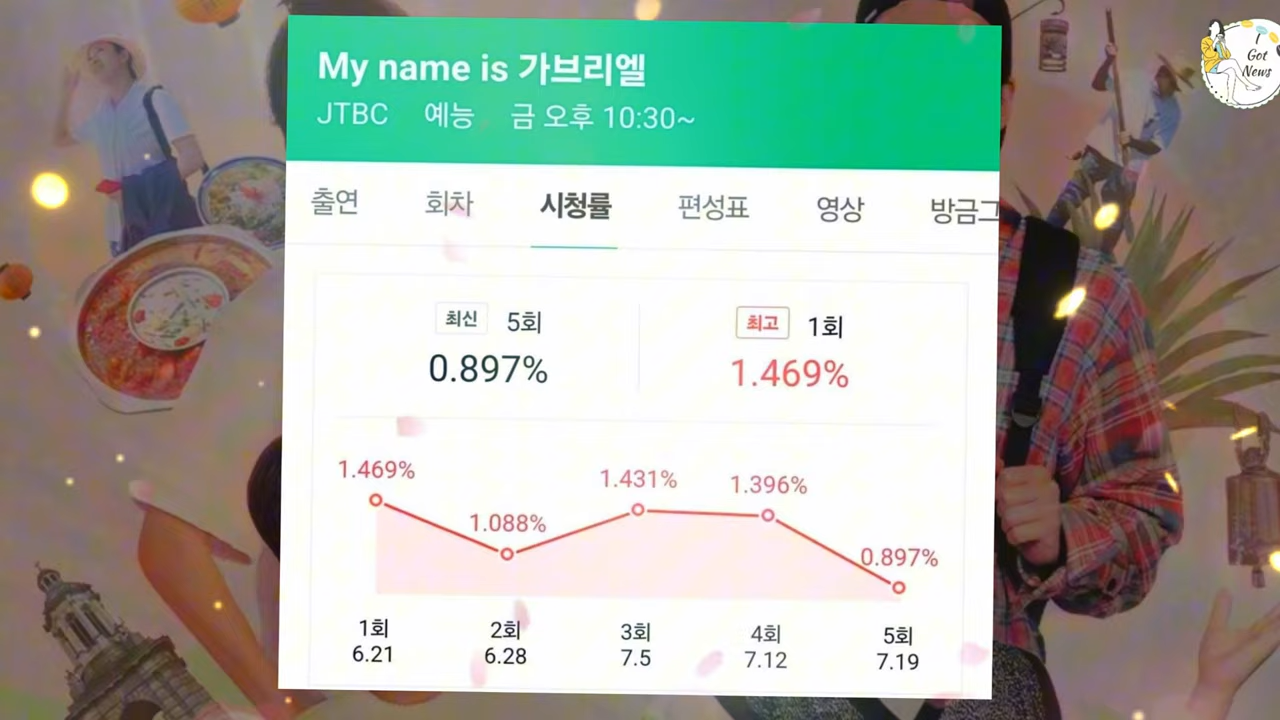 My name is 가브리엘
JTBC 예능 금 오후 10:30~
출연 회차 시청률 편성표 영상 방금그
최신 5회 최고 1회
0.897% 1.469%
1.469% 1.088% 1.431% 1.396% 0.897%
1회 2회 3회 4회 5회
6.21 6.28 7.5 7.12 7.19
Got
News